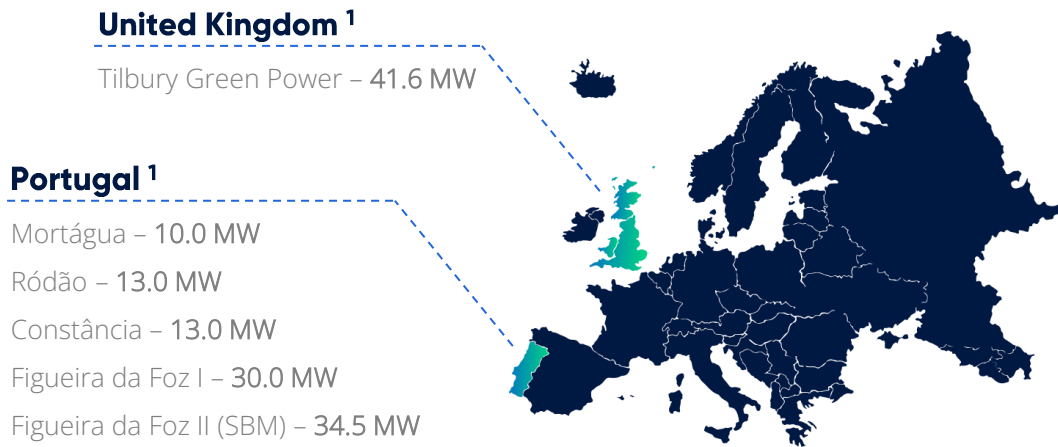 United Kingdom ¹
Tilbury Green Power – 41.6 MW
Portugal ¹
Mortágua – 10.0 MW
Ródão – 13.0 MW
Constância – 13.0 MW
Figueira da Foz I – 30.0 MW
Figueira da Foz II (SBM) – 34.5 MW